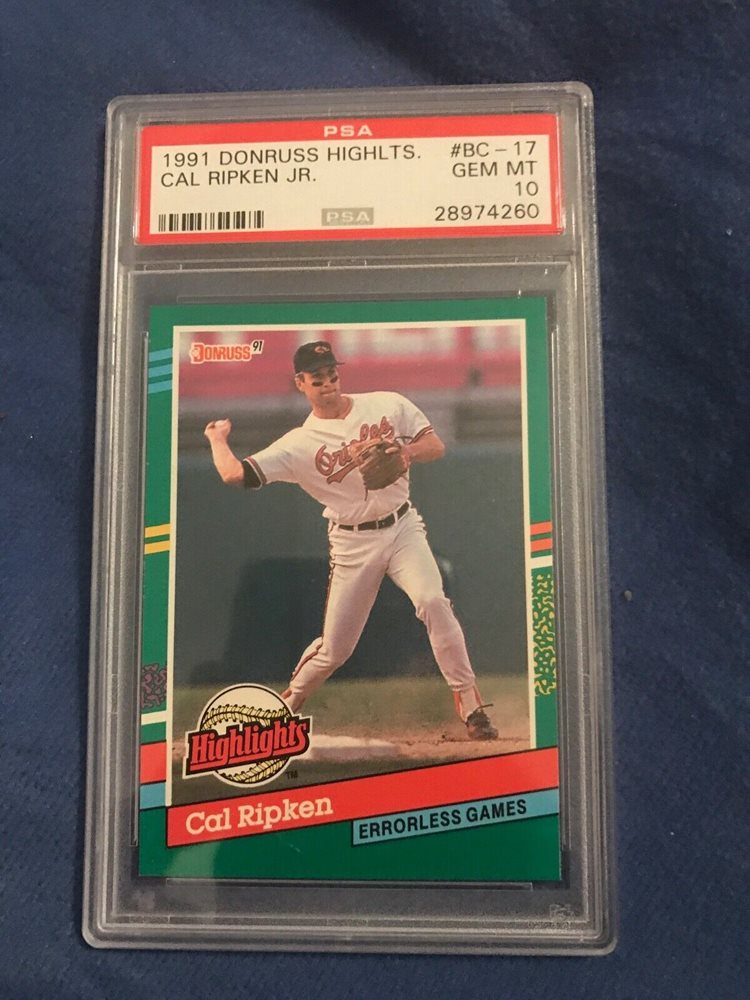 PSA
1991 DONRUSS HIGHLTS. #BC-17
CAL RIPKEN JR. GEM MT
10
PSA 28974260
DONRUSS 91
Orioles
Highlights
TM
Cal Ripken
ERRORLESS GAMES